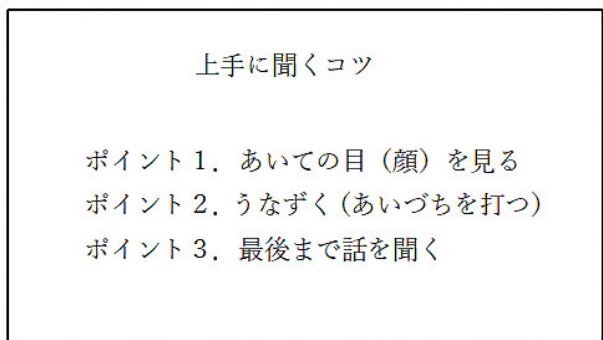 上手に聞くコツ
ポイント１．あいての目（顔）を見る
ポイント２．うなずく（あいづちを打つ）
ポイント３．最後まで話を聞く